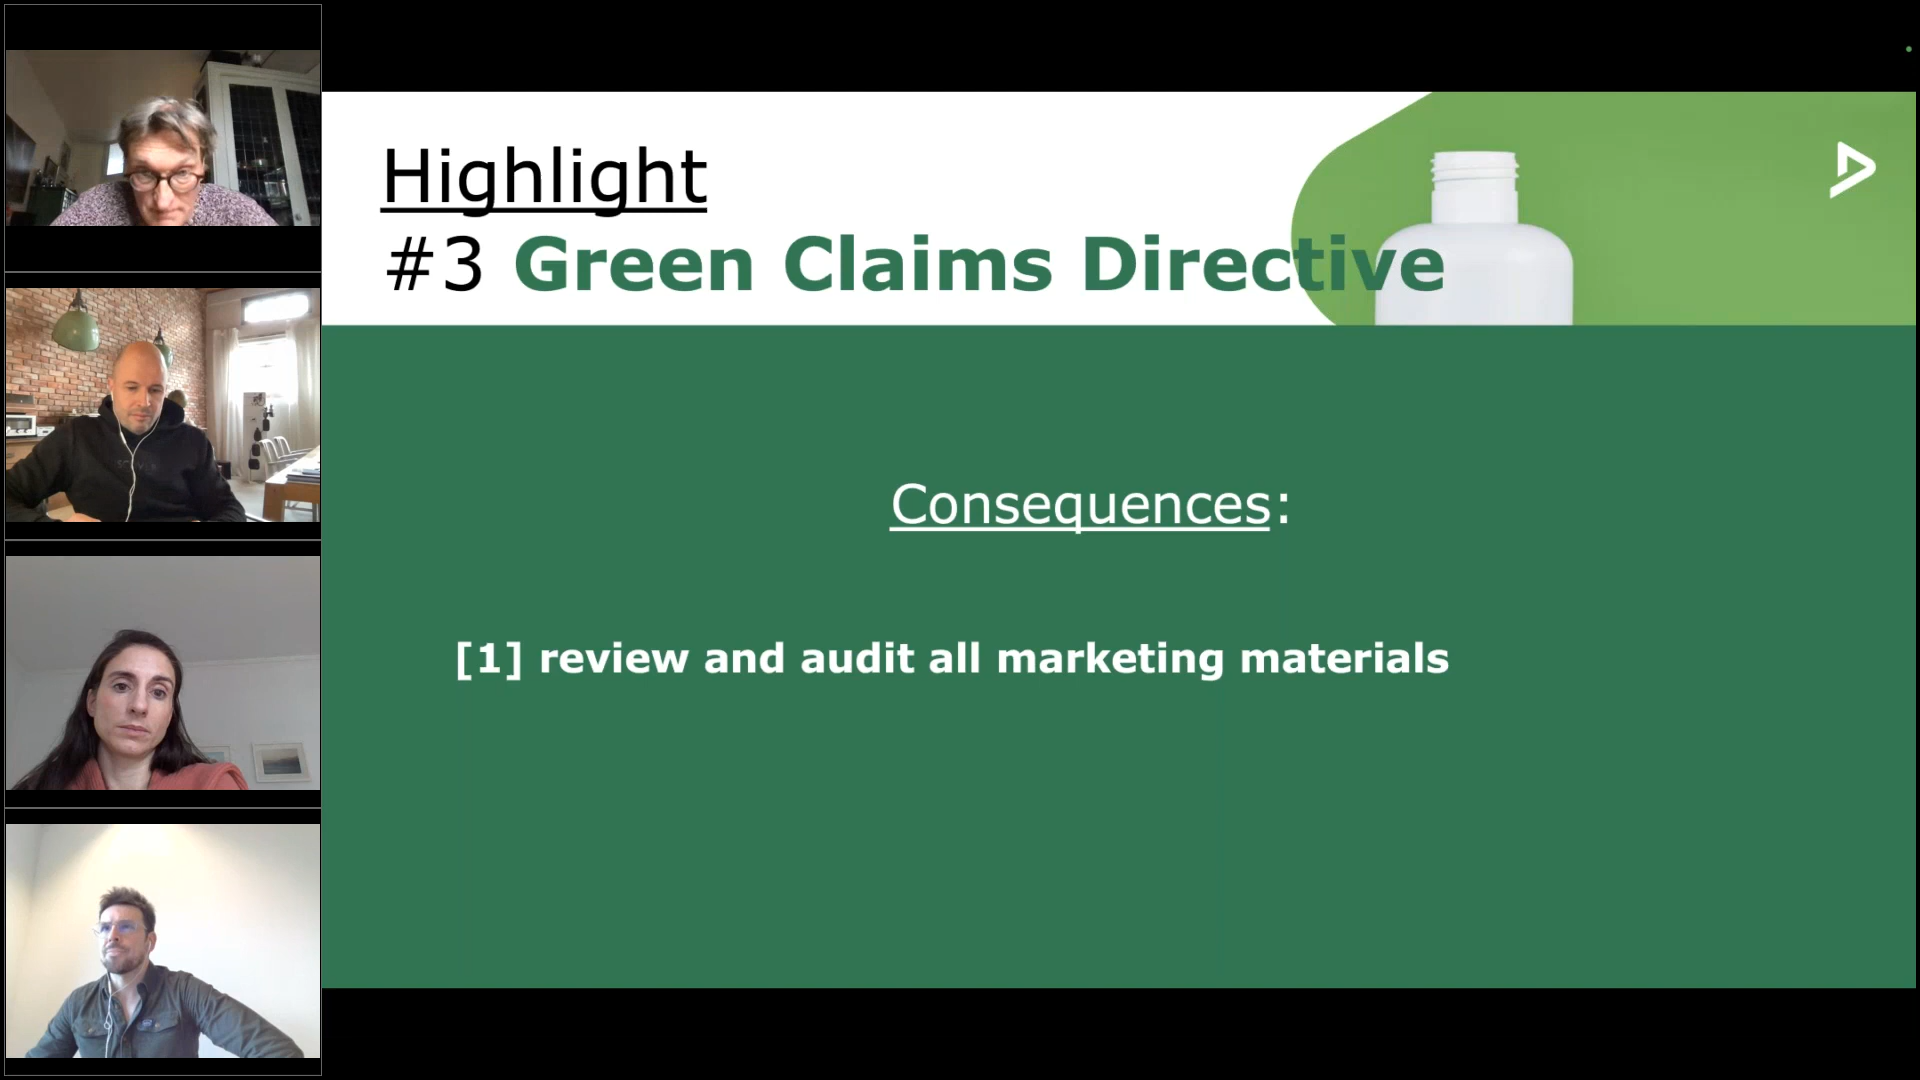 Highlight
#3 Green Claims Directive
Consequences:
[1] review and audit all marketing materials